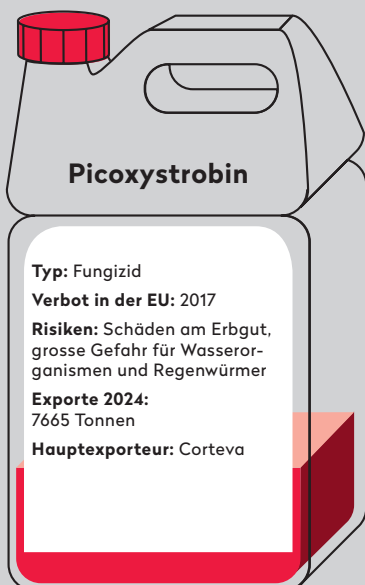 Picoxystrobin
Typ: Fungizid
Verbot in der EU: 2017
Risiken: Schäden am Erbgut,
grosse Gefahr für Wasseror-
ganismen und Regenwürmer
Exporte 2024:
7665 Tonnen
Hauptexporteur: Corteva